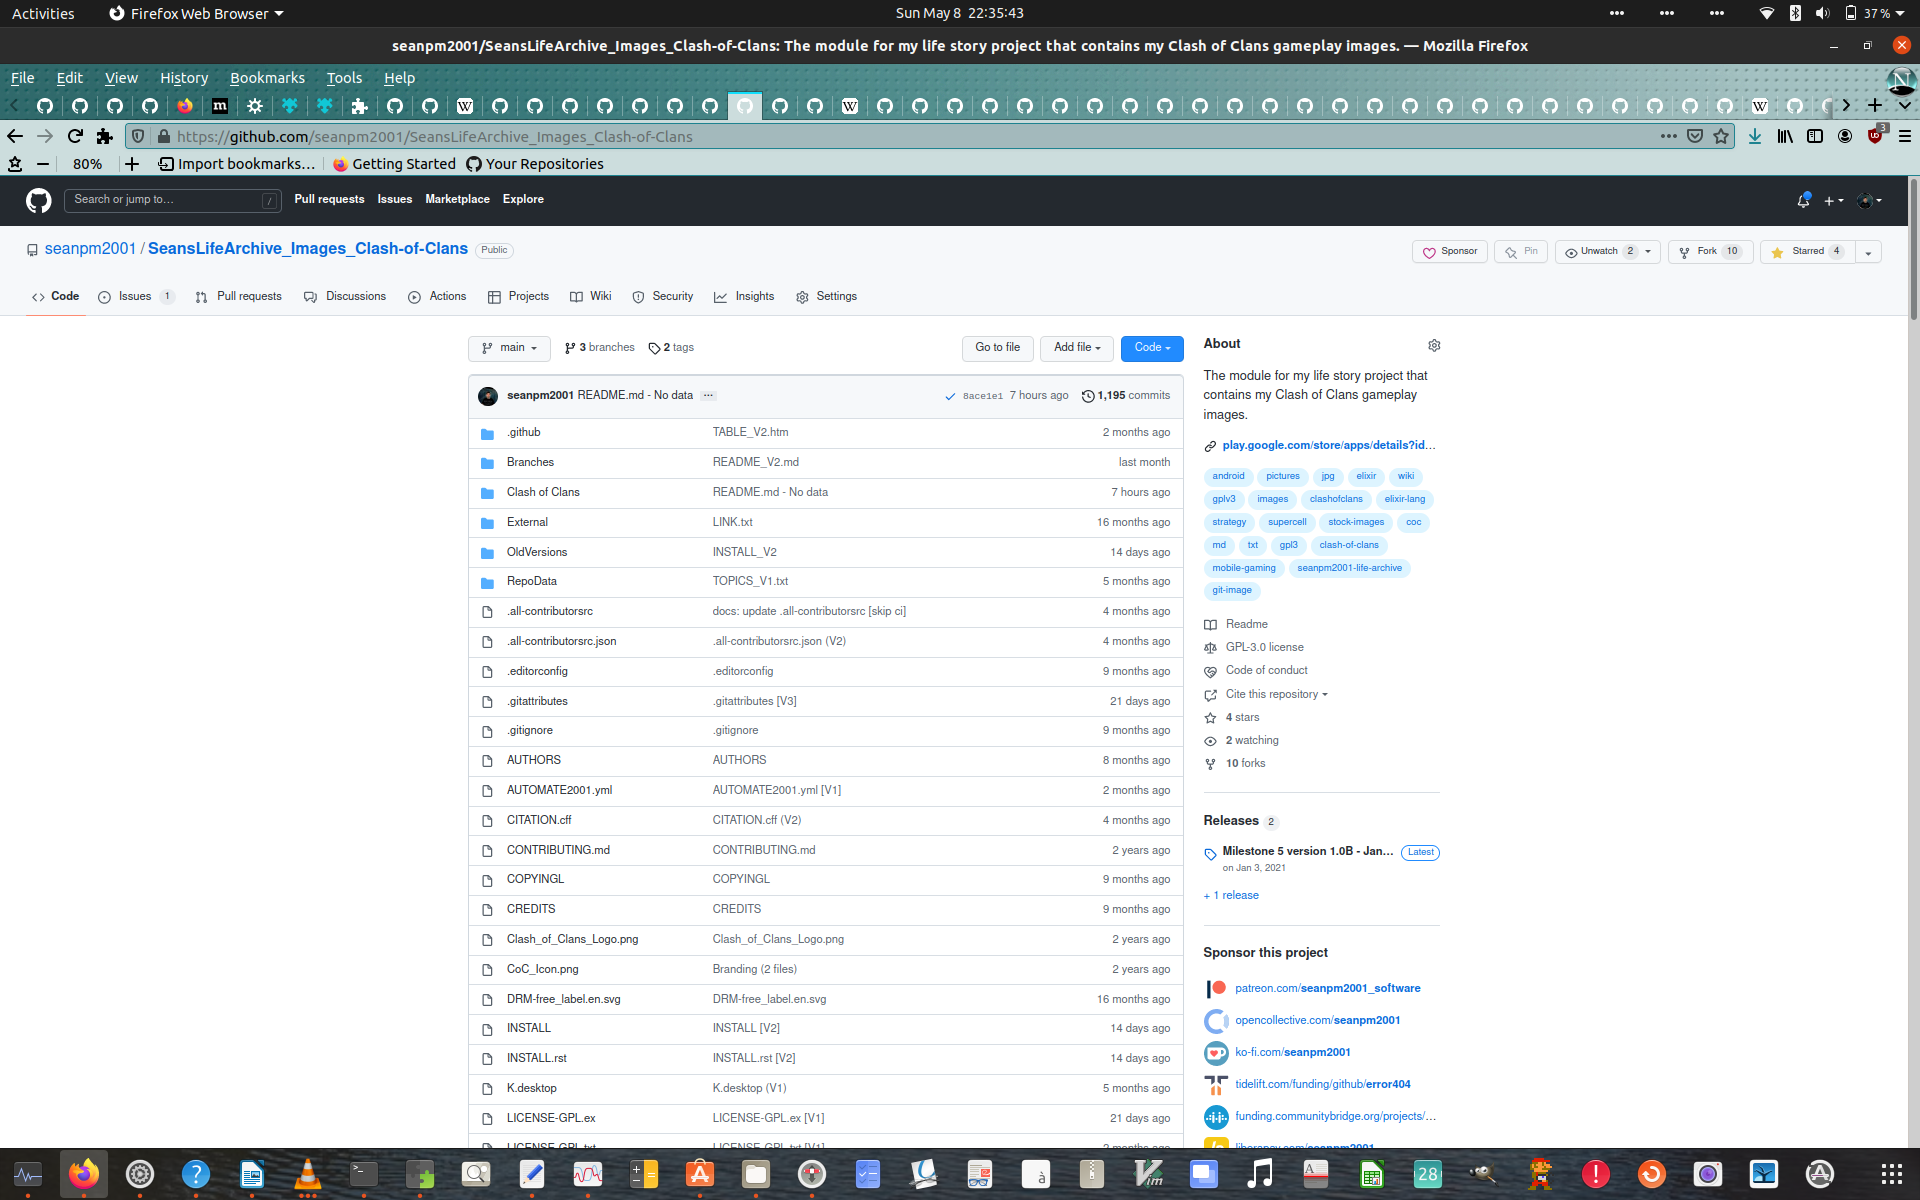 Activities Firefox Web Browser Sun May 8 22:35:43 37 %
seanpm2001/SeansLifeArchive_Images_Clash-of-Clans: The module for my life story project that contains my Clash of Clans gameplay images. — Mozilla Firefox
File Edit View History Bookmarks Tools Help
https://github.com/seanpm2001/SeansLifeArchive_Images_Clash-of-Clans 3
80% Import bookmarks... Getting Started Your Repositories
Search or jump to... / Pull requests Issues Marketplace Explore
seanpm2001 / SeansLifeArchive_Images_Clash-of-Clans Public Sponsor Pin Unwatch 2 Fork 10 Starred 4
Code Issues 1 Pull requests Discussions Actions Projects Wiki Security Insights Settings
main 3 branches 2 tags Go to file Add file Code
seanpm2001 README.md - No data ... 8ace1e1 7 hours ago 1,195 commits
.github TABLE_V2.htm 2 months ago
Branches README_V2.md last month
Clash of Clans README.md - No data 7 hours ago
External LINK.txt 16 months ago
OldVersions INSTALL_V2 14 days ago
RepoData TOPICS_V1.txt 5 months ago
.all-contributorsrc docs: update .all-contributorsrc [skip ci] 4 months ago
.all-contributorsrc.json .all-contributorsrc.json (V2) 4 months ago
.editorconfig .editorconfig 9 months ago
.gitattributes .gitattributes [V3] 21 days ago
.gitignore .gitignore 9 months ago
AUTHORS AUTHORS 8 months ago
AUTOMATE2001.yml AUTOMATE2001.yml [V1] 2 months ago
CITATION.cff CITATION.cff (V2) 4 months ago
CONTRIBUTING.md CONTRIBUTING.md 2 years ago
COPYINGL COPYINGL 9 months ago
CREDITS CREDITS 9 months ago
Clash_of_Clans_Logo.png Clash_of_Clans_Logo.png 2 years ago
CoC_Icon.png Branding (2 files) 2 years ago
DRM-free_label.en.svg DRM-free_label.en.svg 16 months ago
INSTALL INSTALL [V2] 14 days ago
INSTALL.rst INSTALL.rst [V2] 14 days ago
K.desktop K.desktop (V1) 5 months ago
LICENSE-GPL.ex LICENSE-GPL.ex [V1] 21 days ago
LICENSE-GPL.txt LICENSE-GPL.txt [V1] 2 months ago
About
The module for my life story project that
contains my Clash of Clans gameplay
images.
play.google.com/store/apps/details?id...
android pictures jpg elixir wiki
gplv3 images clashofclans elixir-lang
strategy supercell stock-images coc
md txt gpl3 clash-of-clans
mobile-gaming seanpm2001-life-archive
git-image
Readme
GPL-3.0 license
Code of conduct
Cite this repository
4 stars
2 watching
10 forks
Releases 2
Milestone 5 version 1.0B - Jan... Latest
on Jan 3, 2021
+ 1 release
Sponsor this project
patreon.com/seanpm2001_software
opencollective.com/seanpm2001
ko-fi.com/seanpm2001
tidelift.com/funding/github/error404
funding.communitybridge.org/projects/...
liberapay.com/seanpm2001
28